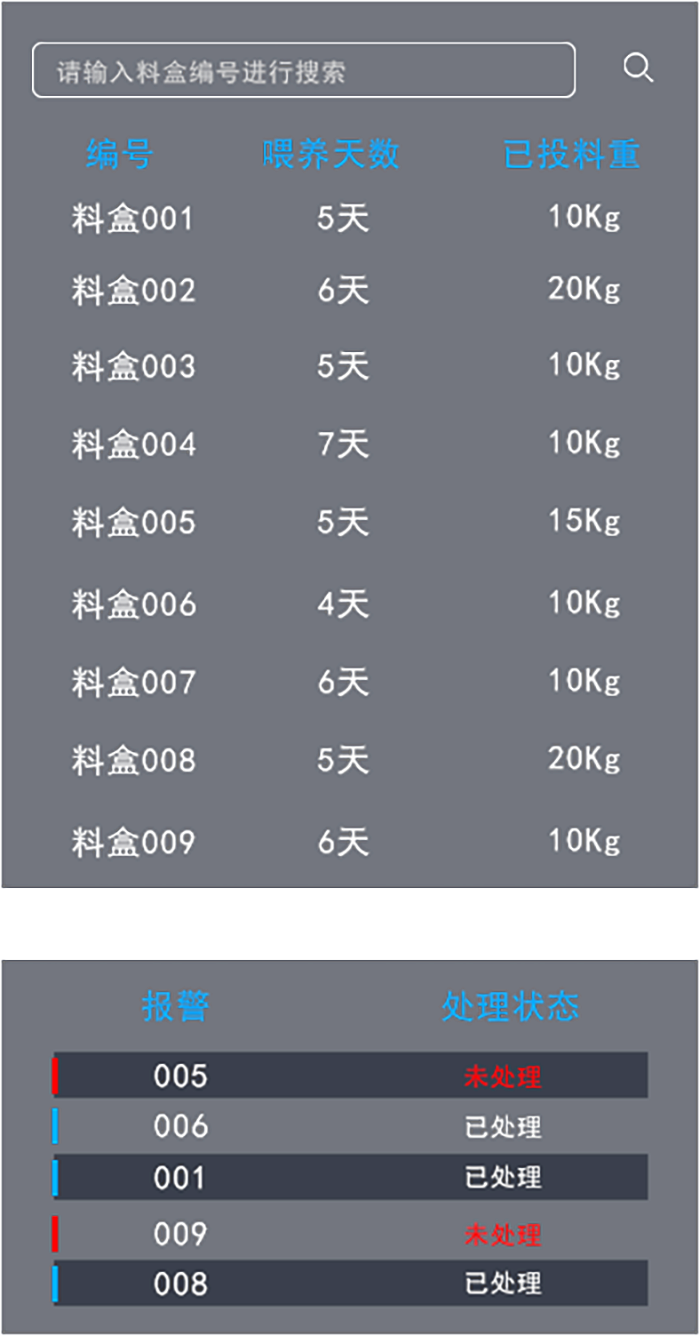 请输入料盒编号进行搜索
编号 喂养天数 已投料重
料盒001 5天 10Kg
料盒002 6天 20Kg
料盒003 5天 10Kg
料盒004 7天 10Kg
料盒005 5天 15Kg
料盒006 4天 10Kg
料盒007 6天 10Kg
料盒008 5天 20Kg
料盒009 6天 10Kg
报警 处理状态
005 未处理
006 已处理
001 已处理
009 未处理
008 已处理